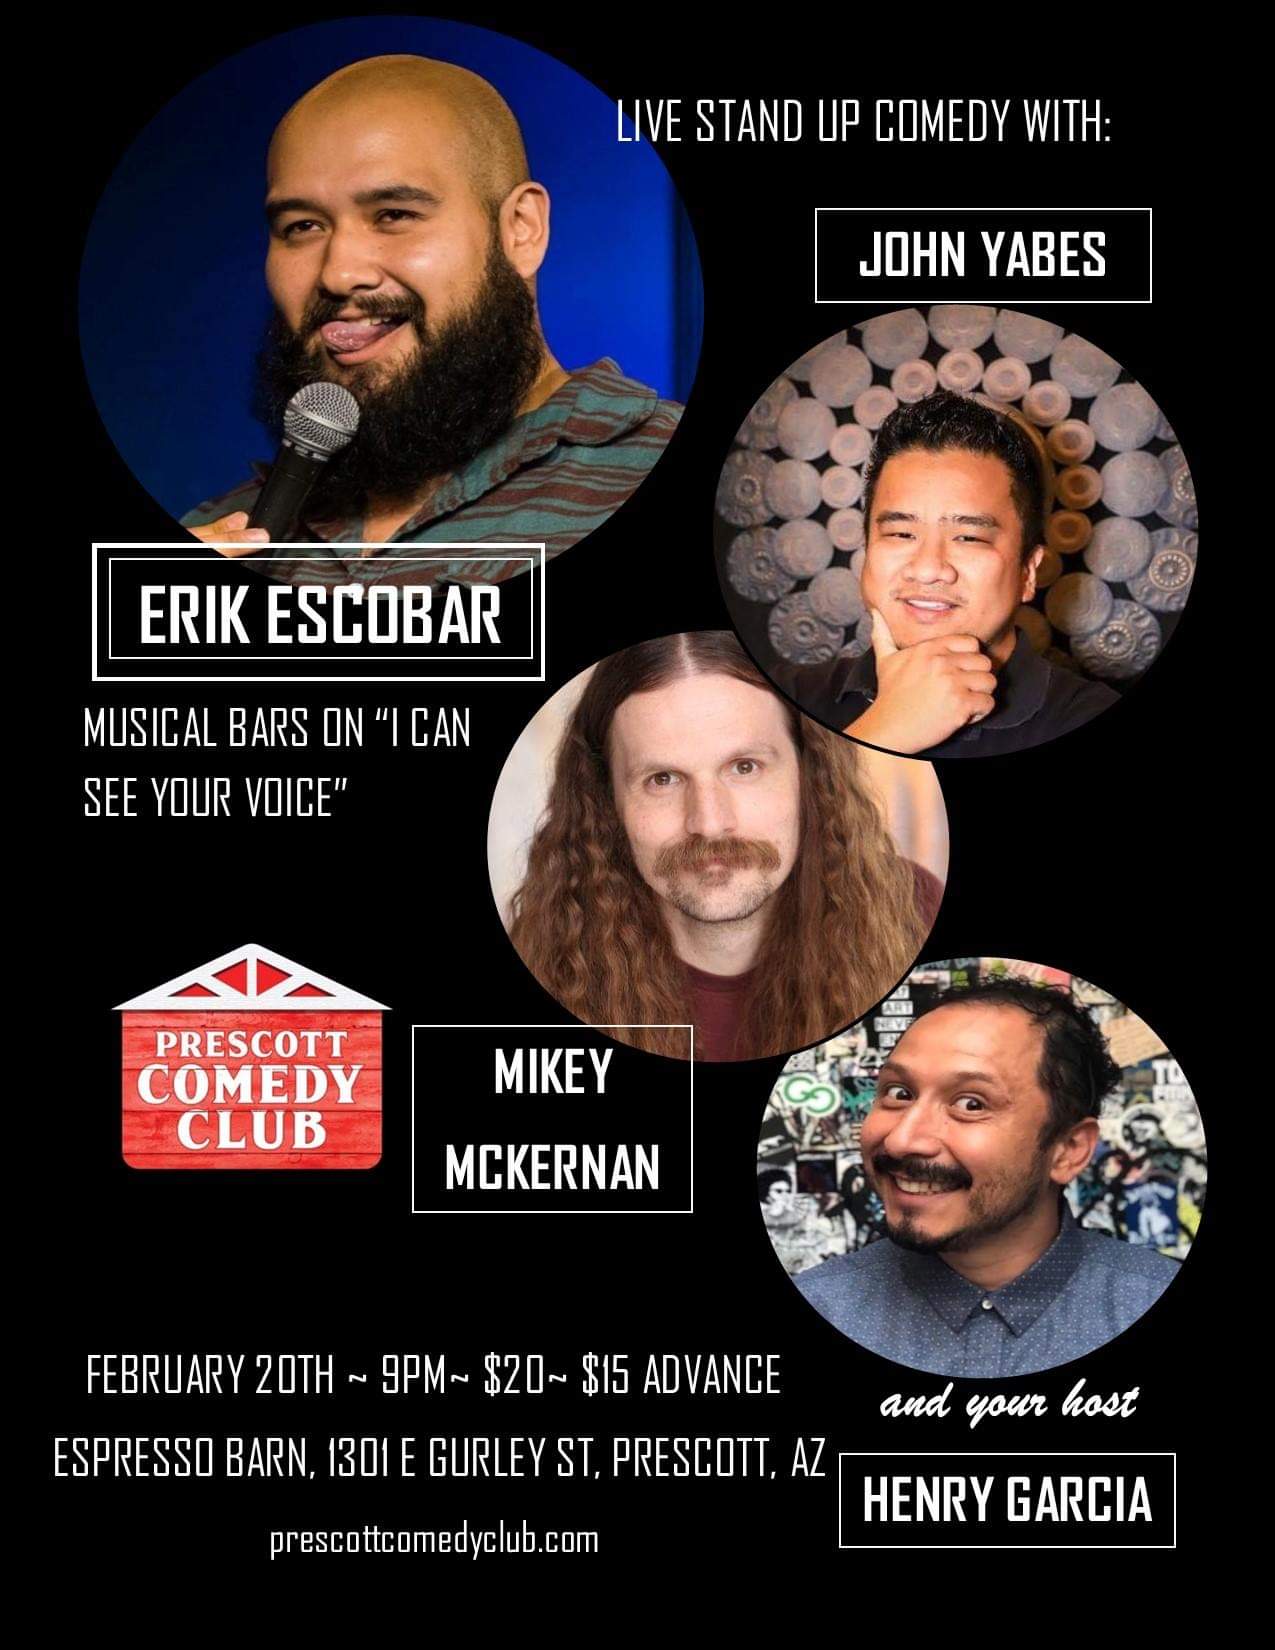 LIVE STAND UP COMEDY WITH:
JOHN YABES
ERIK ESCOBAR
MUSICAL BARS ON “I CAN
SEE YOUR VOICE”
PRESCOTT
COMEDY
CLUB
MIKEY
MCKERNAN
and your host
HENRY GARCIA
FEBRUARY 20TH ~ 9PM~ $20~ $15 ADVANCE
ESPRESSO BARN, 1301 E GURLEY ST, PRESCOTT, AZ
prescottcomedyclub.com